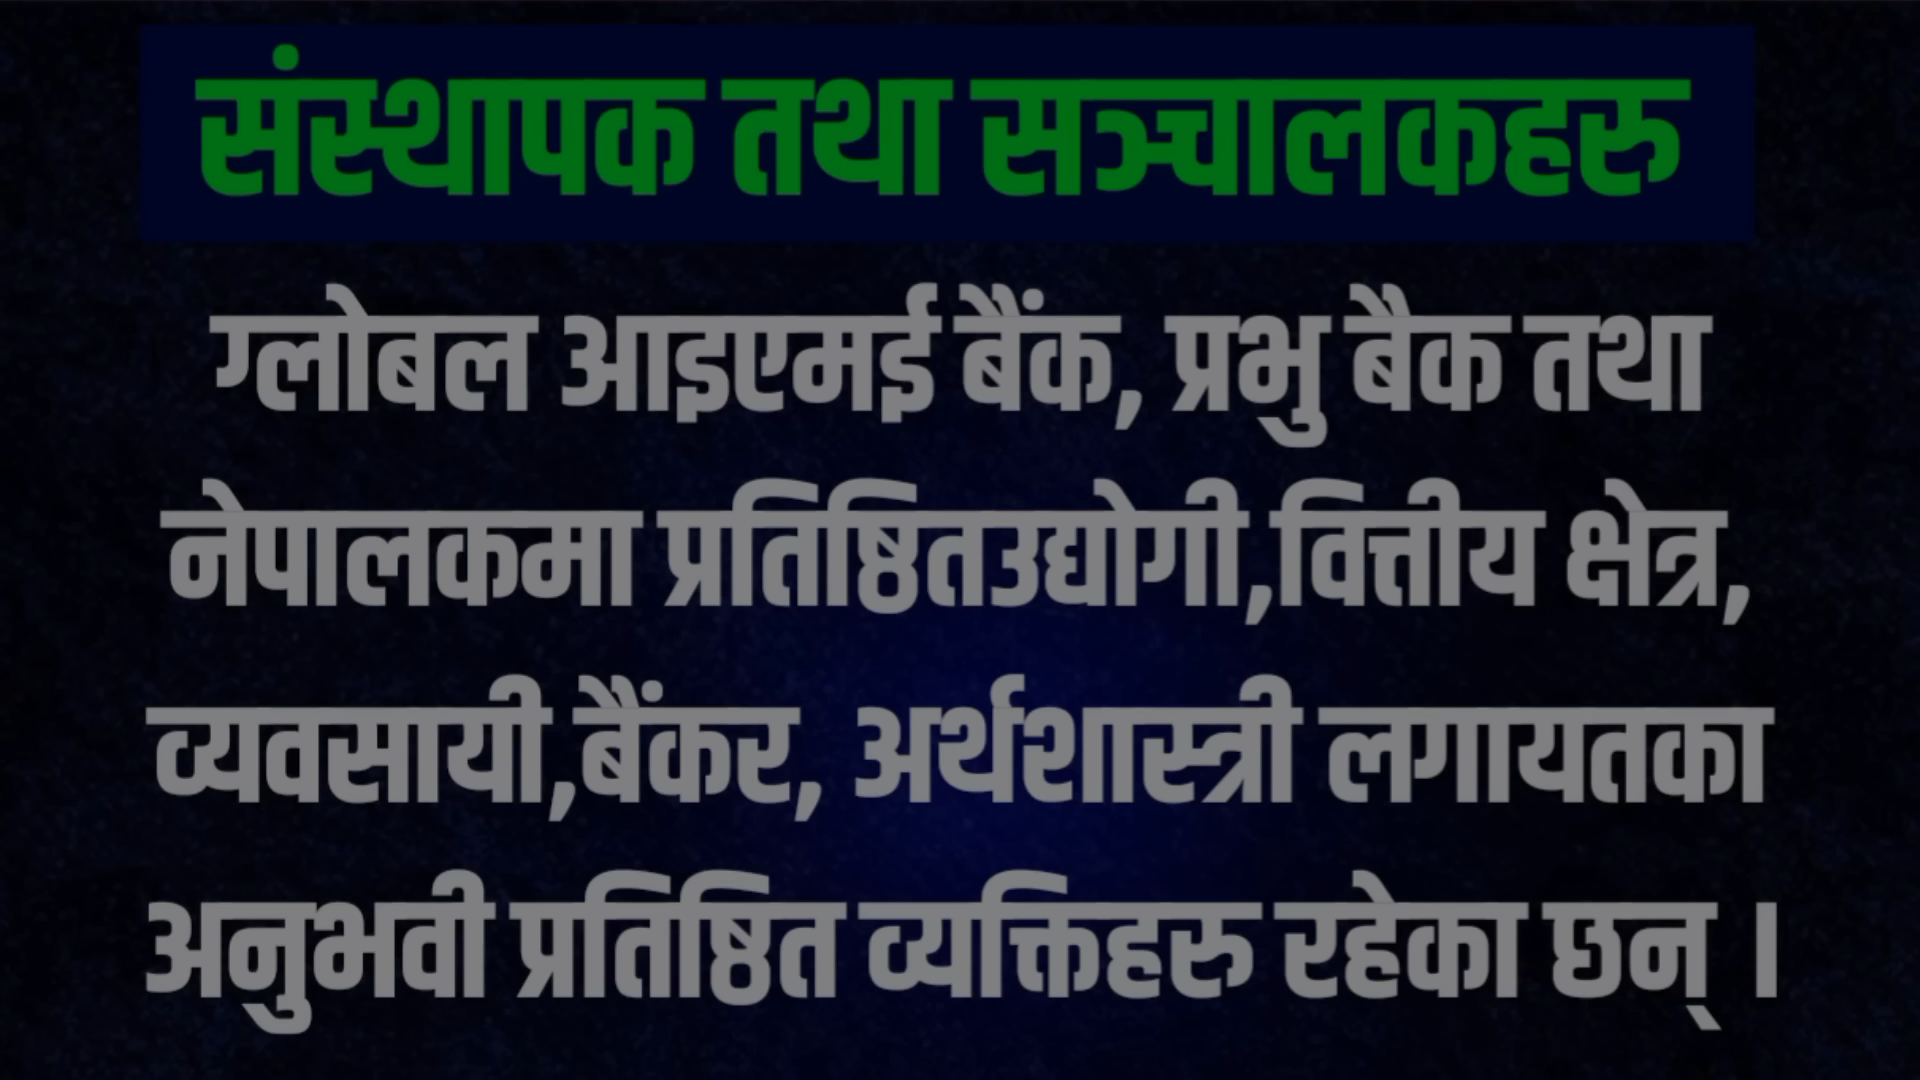 संस्थापक तथा सञ्चालकहरु
ग्लोबल आइएमई बैंक, प्रभु बैक तथा
नेपालकमा प्रतिष्ठितउद्योगी,वित्तीय क्षेत्र,
व्यवसायी,बैंकर, अर्थशास्त्री लगायतका
अनुभवी प्रतिष्ठित व्यक्तिहरु रहेका छन् ।